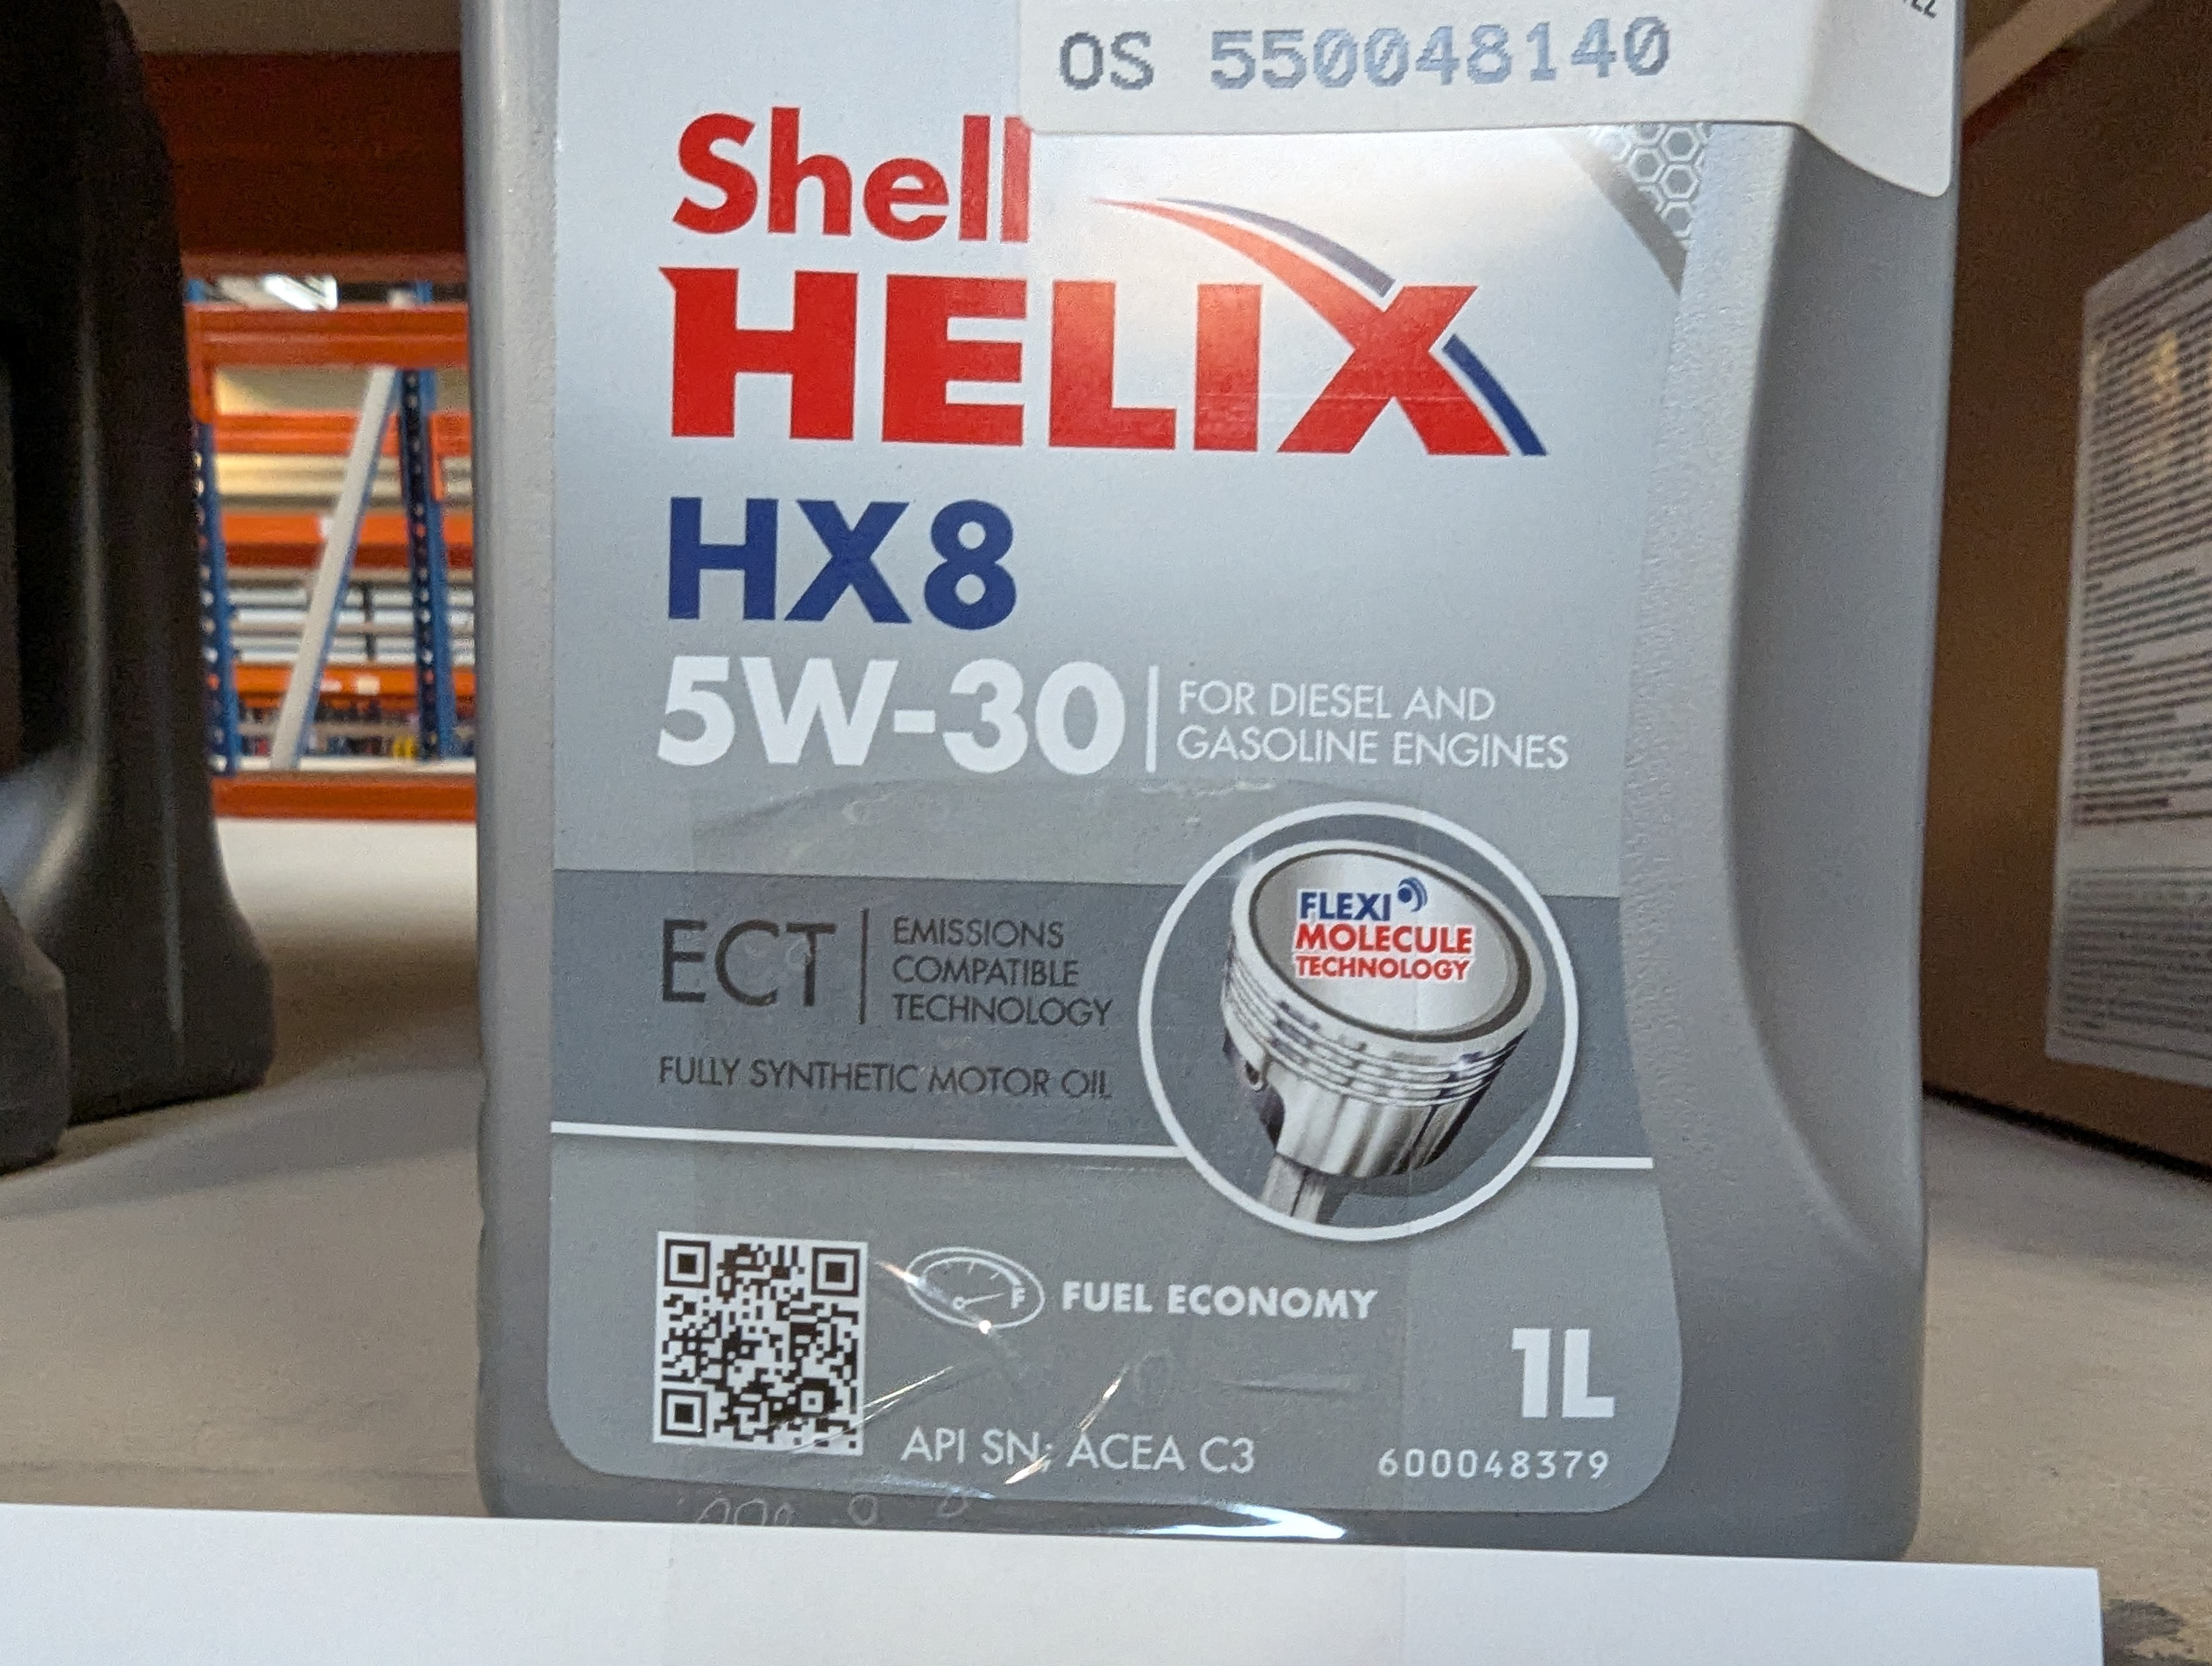 OS 550048140
Shell
HELIX
HX8
5W-30
FOR DIESEL AND
GASOLINE ENGINES
ECT
EMISSIONS
COMPATIBLE
TECHNOLOGY
FULLY SYNTHETIC MOTOR OIL
FLEXI
MOLECULE
TECHNOLOGY
F
FUEL ECONOMY
1L
API SN; ACEA C3
600048379